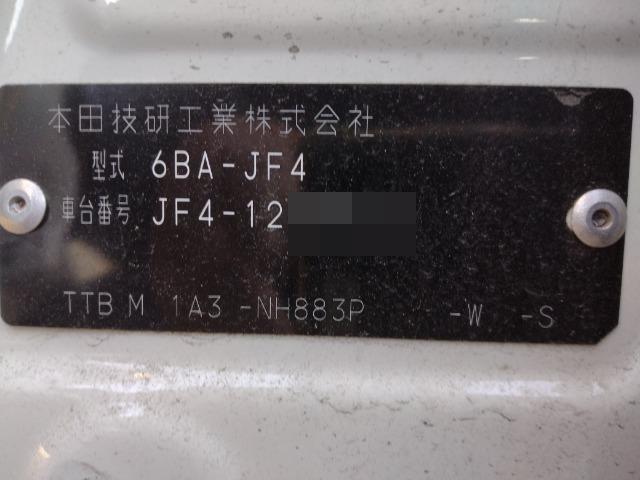 本田技研工業株式会社
型式 6BA-JF4
車台番号 JF4-12
TTB M 1A3 -NH883P -W -S